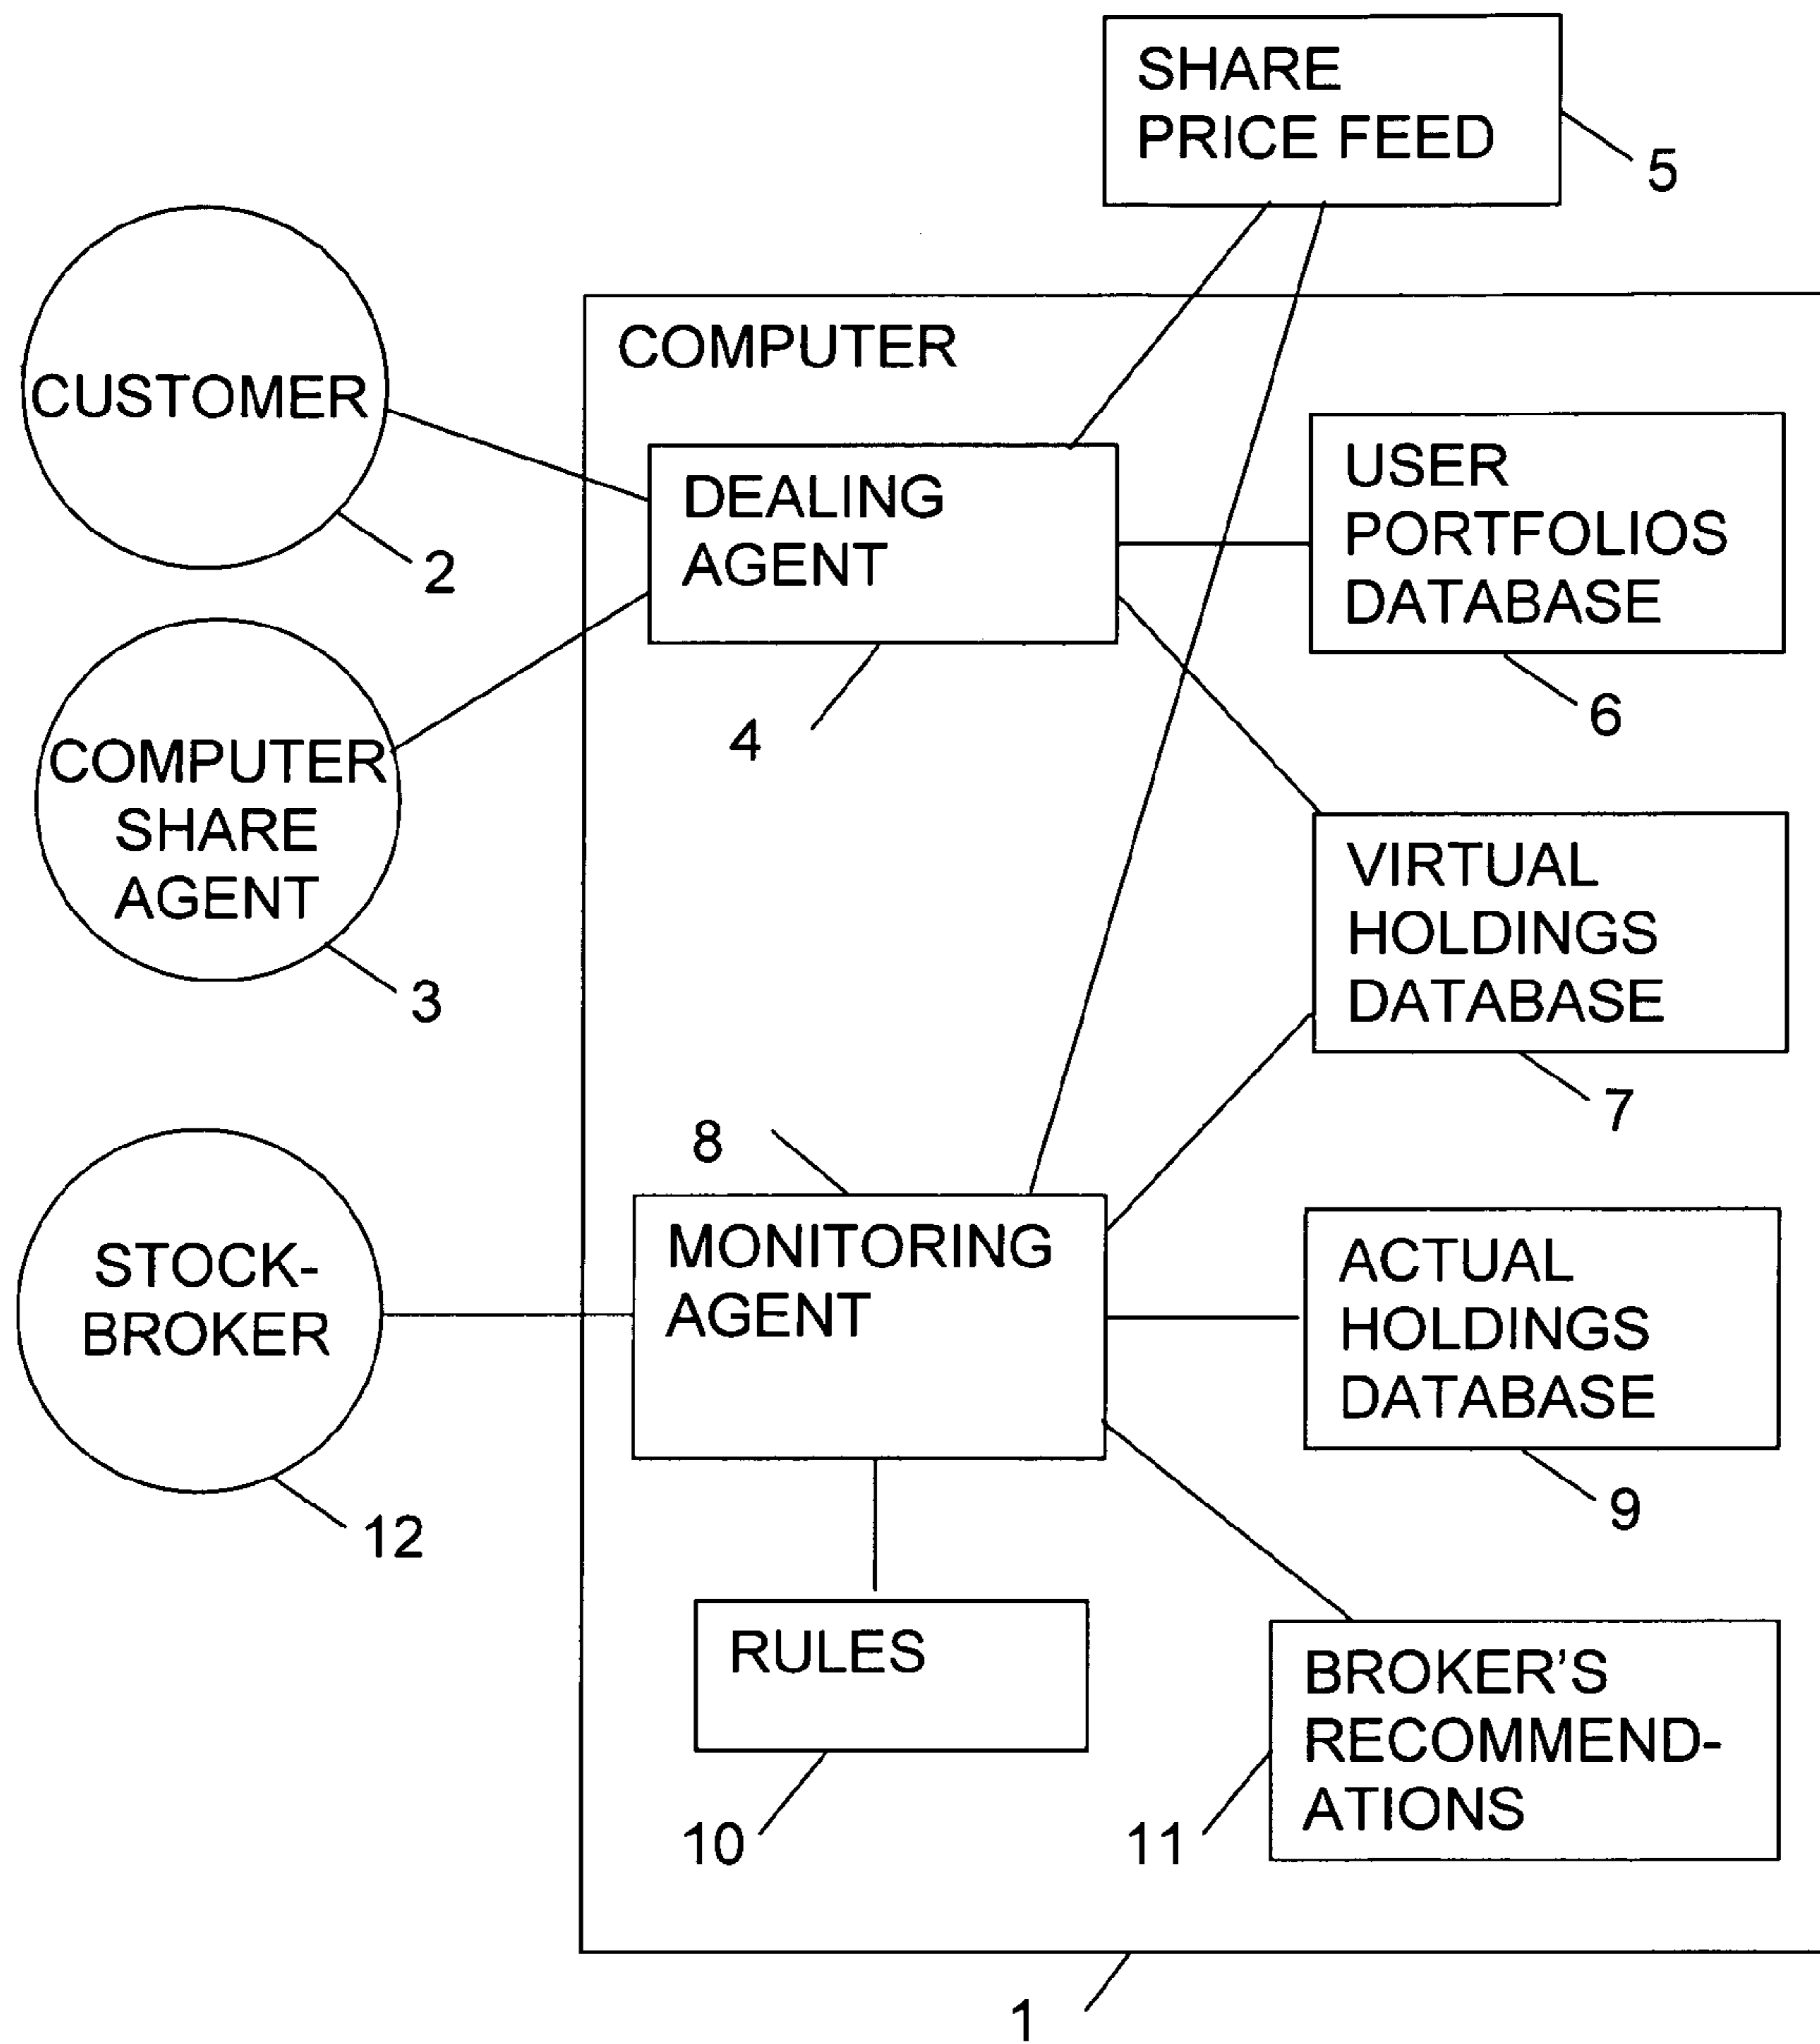 SHARE
PRICE FEED
5
COMPUTER
CUSTOMER
2
DEALING
AGENT
4
USER
PORTFOLIOS
DATABASE
6
COMPUTER
SHARE
AGENT
3
VIRTUAL
HOLDINGS
DATABASE
7
8
MONITORING
AGENT
STOCK-
BROKER
12
ACTUAL
HOLDINGS
DATABASE
9
RULES
10
BROKER'S
RECOMMEND-
ATIONS
11
1